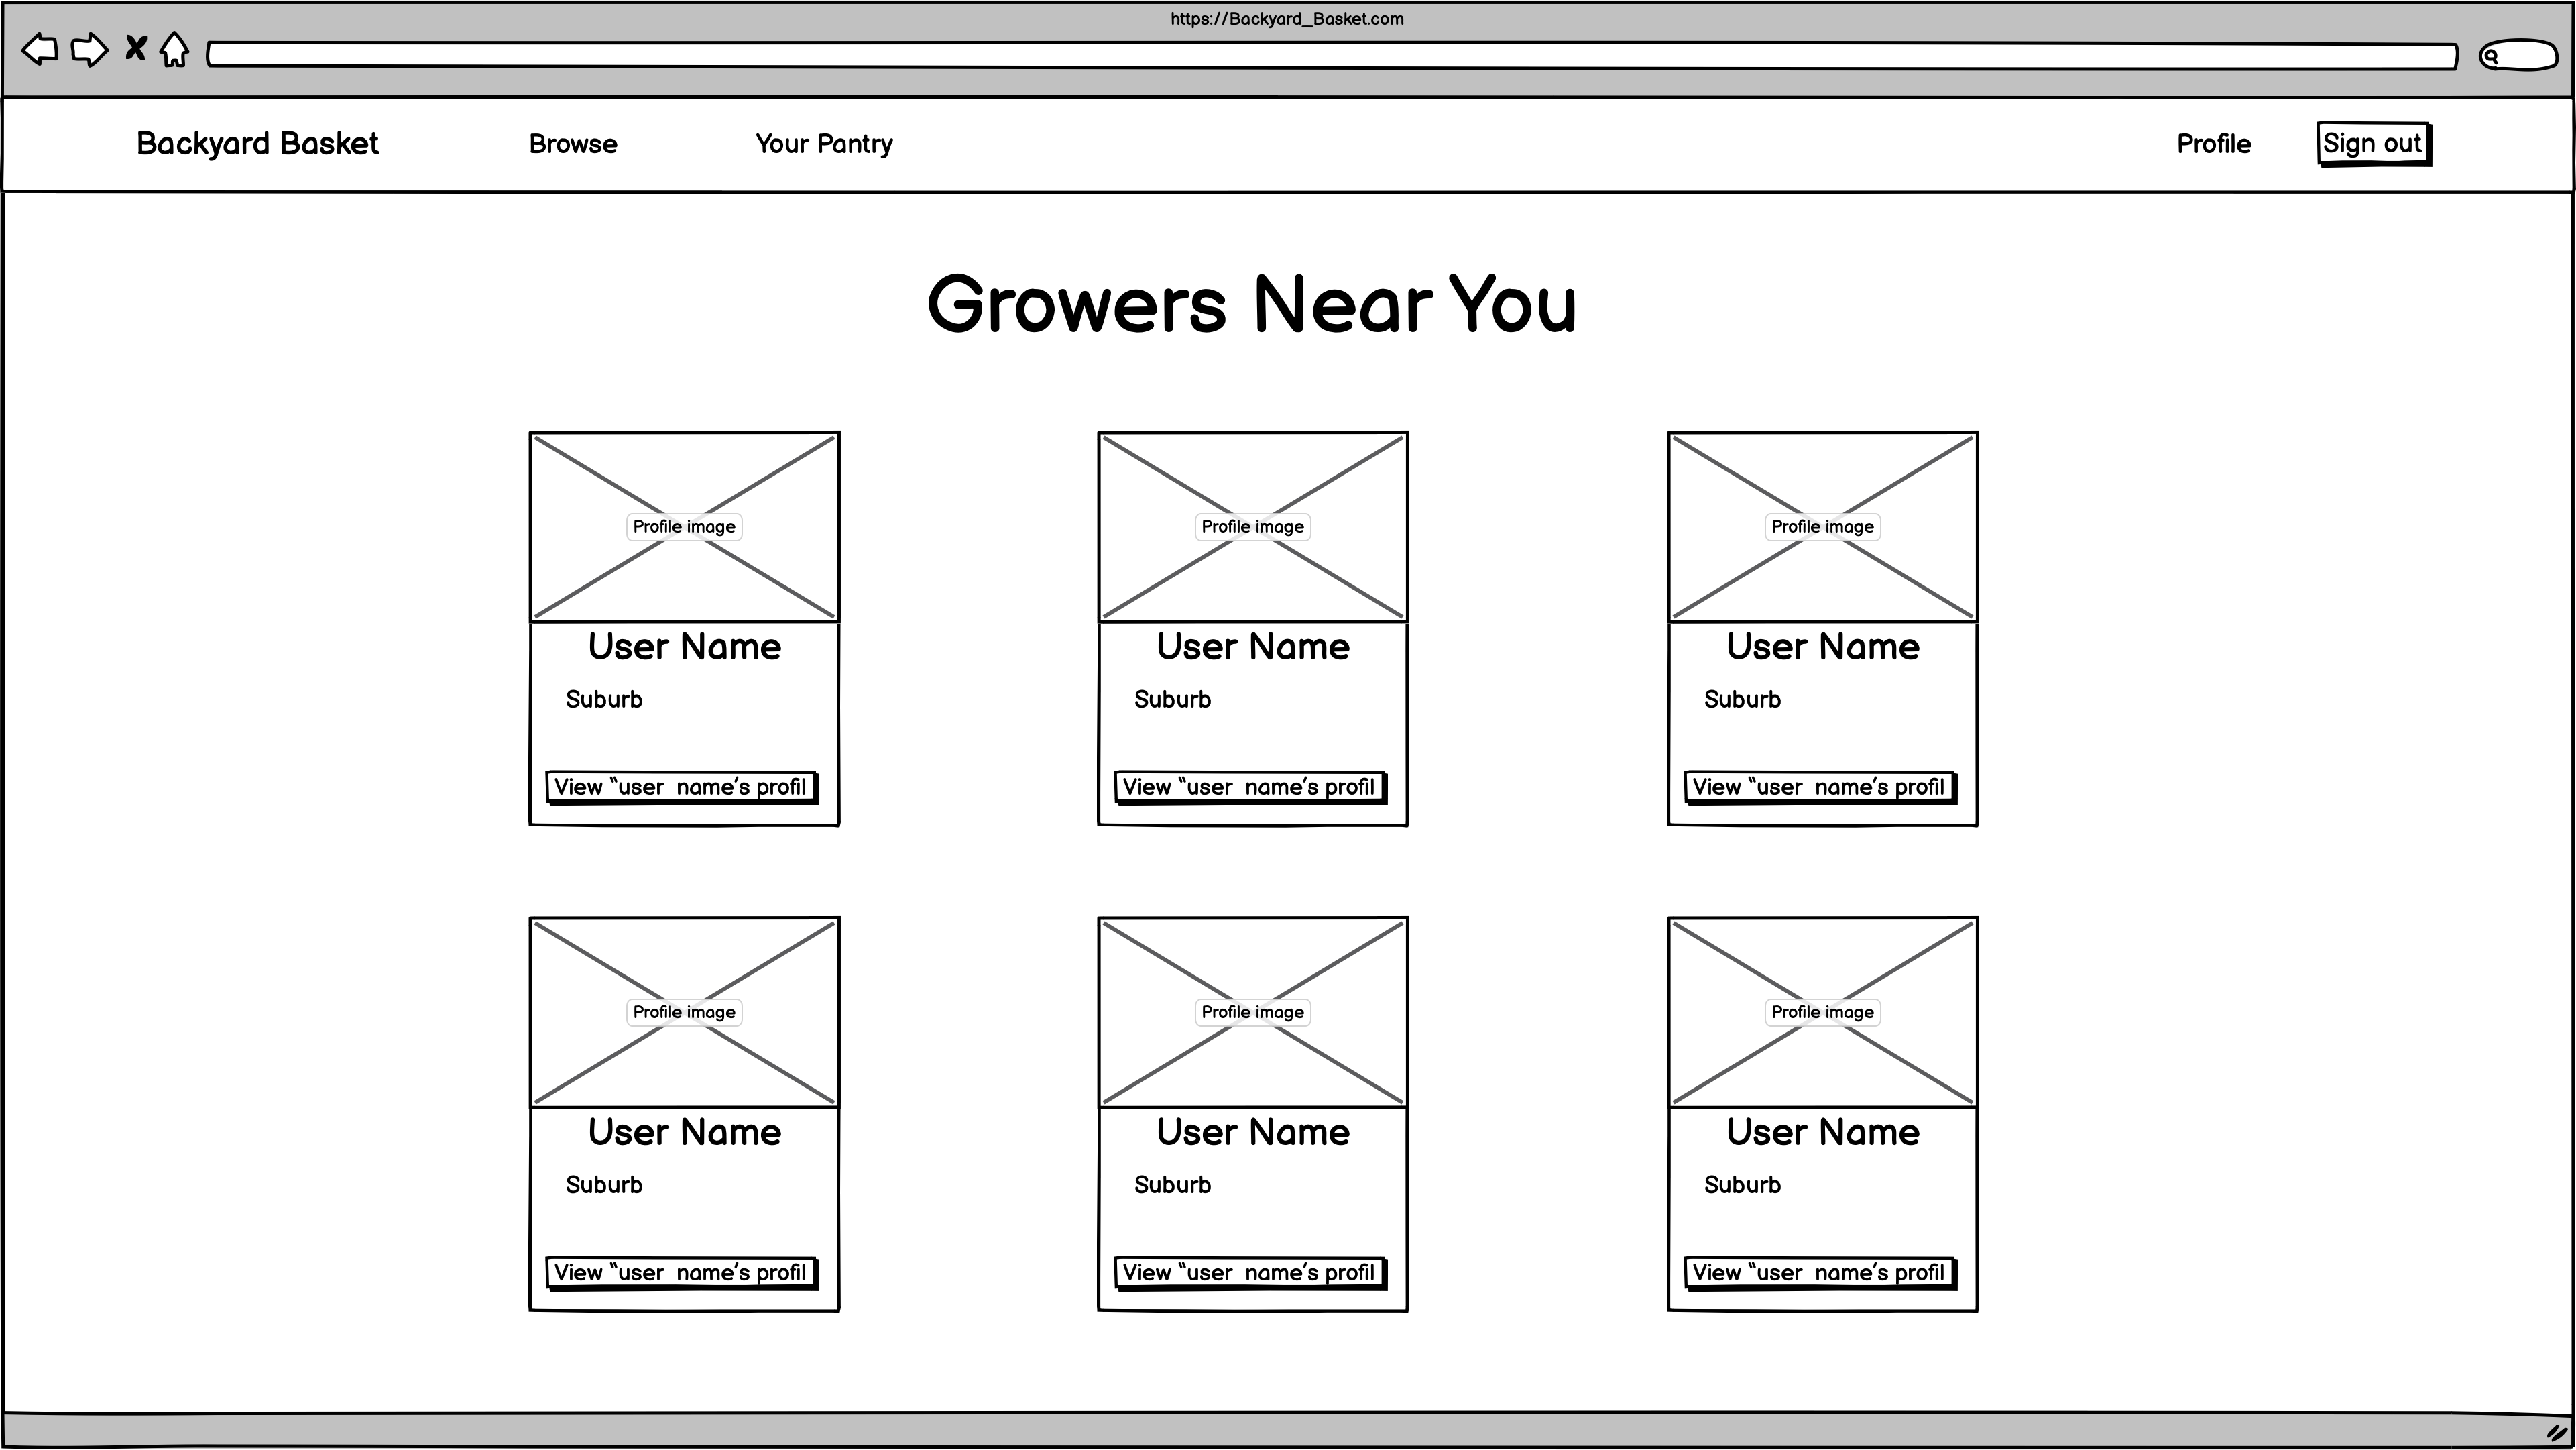 https://Backyard_Basket.com
Backyard Basket Browse Your Pantry Profile Sign out
Growers Near You
Profile image Profile image Profile image
User Name User Name User Name
Suburb Suburb Suburb
View "user name's profil View "user name's profil View "user name's profil
Profile image Profile image Profile image
User Name User Name User Name
Suburb Suburb Suburb
View "user name's profil View "user name's profil View "user name's profil